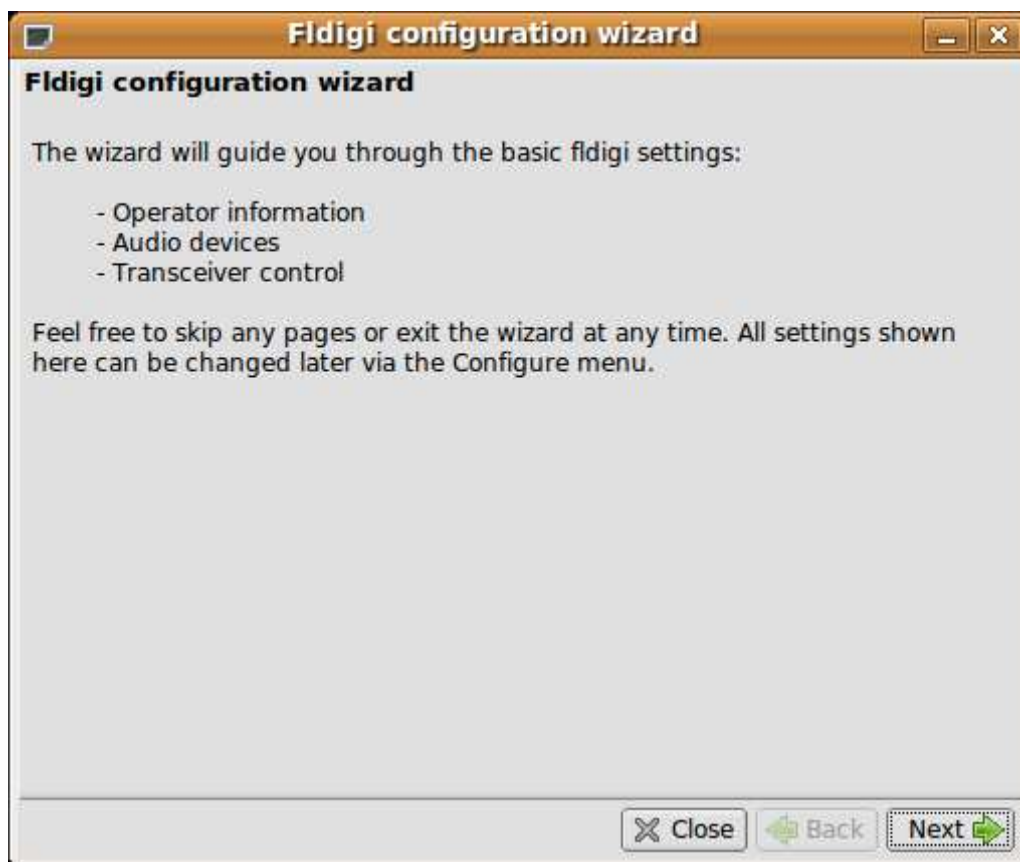 Fldigi configuration wizard
Fldigi configuration wizard
The wizard will guide you through the basic fldigi settings:
- Operator information
- Audio devices
- Transceiver control
Feel free to skip any pages or exit the wizard at any time. All settings shown
here can be changed later via the Configure menu.
Close Back Next